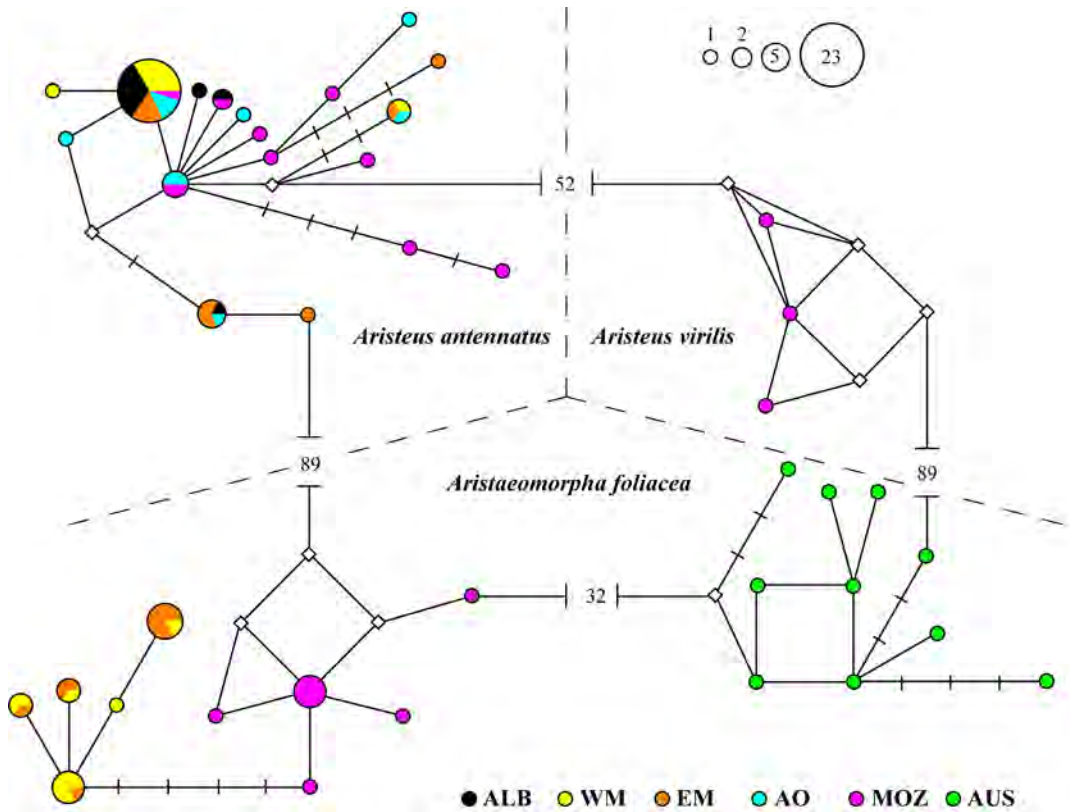 1 2 5 23
52
Aristeus antennatus Aristeus virilis
89 89
Aristaeomorpha foliacea
32
ALB WM EM AO MOZ AUS